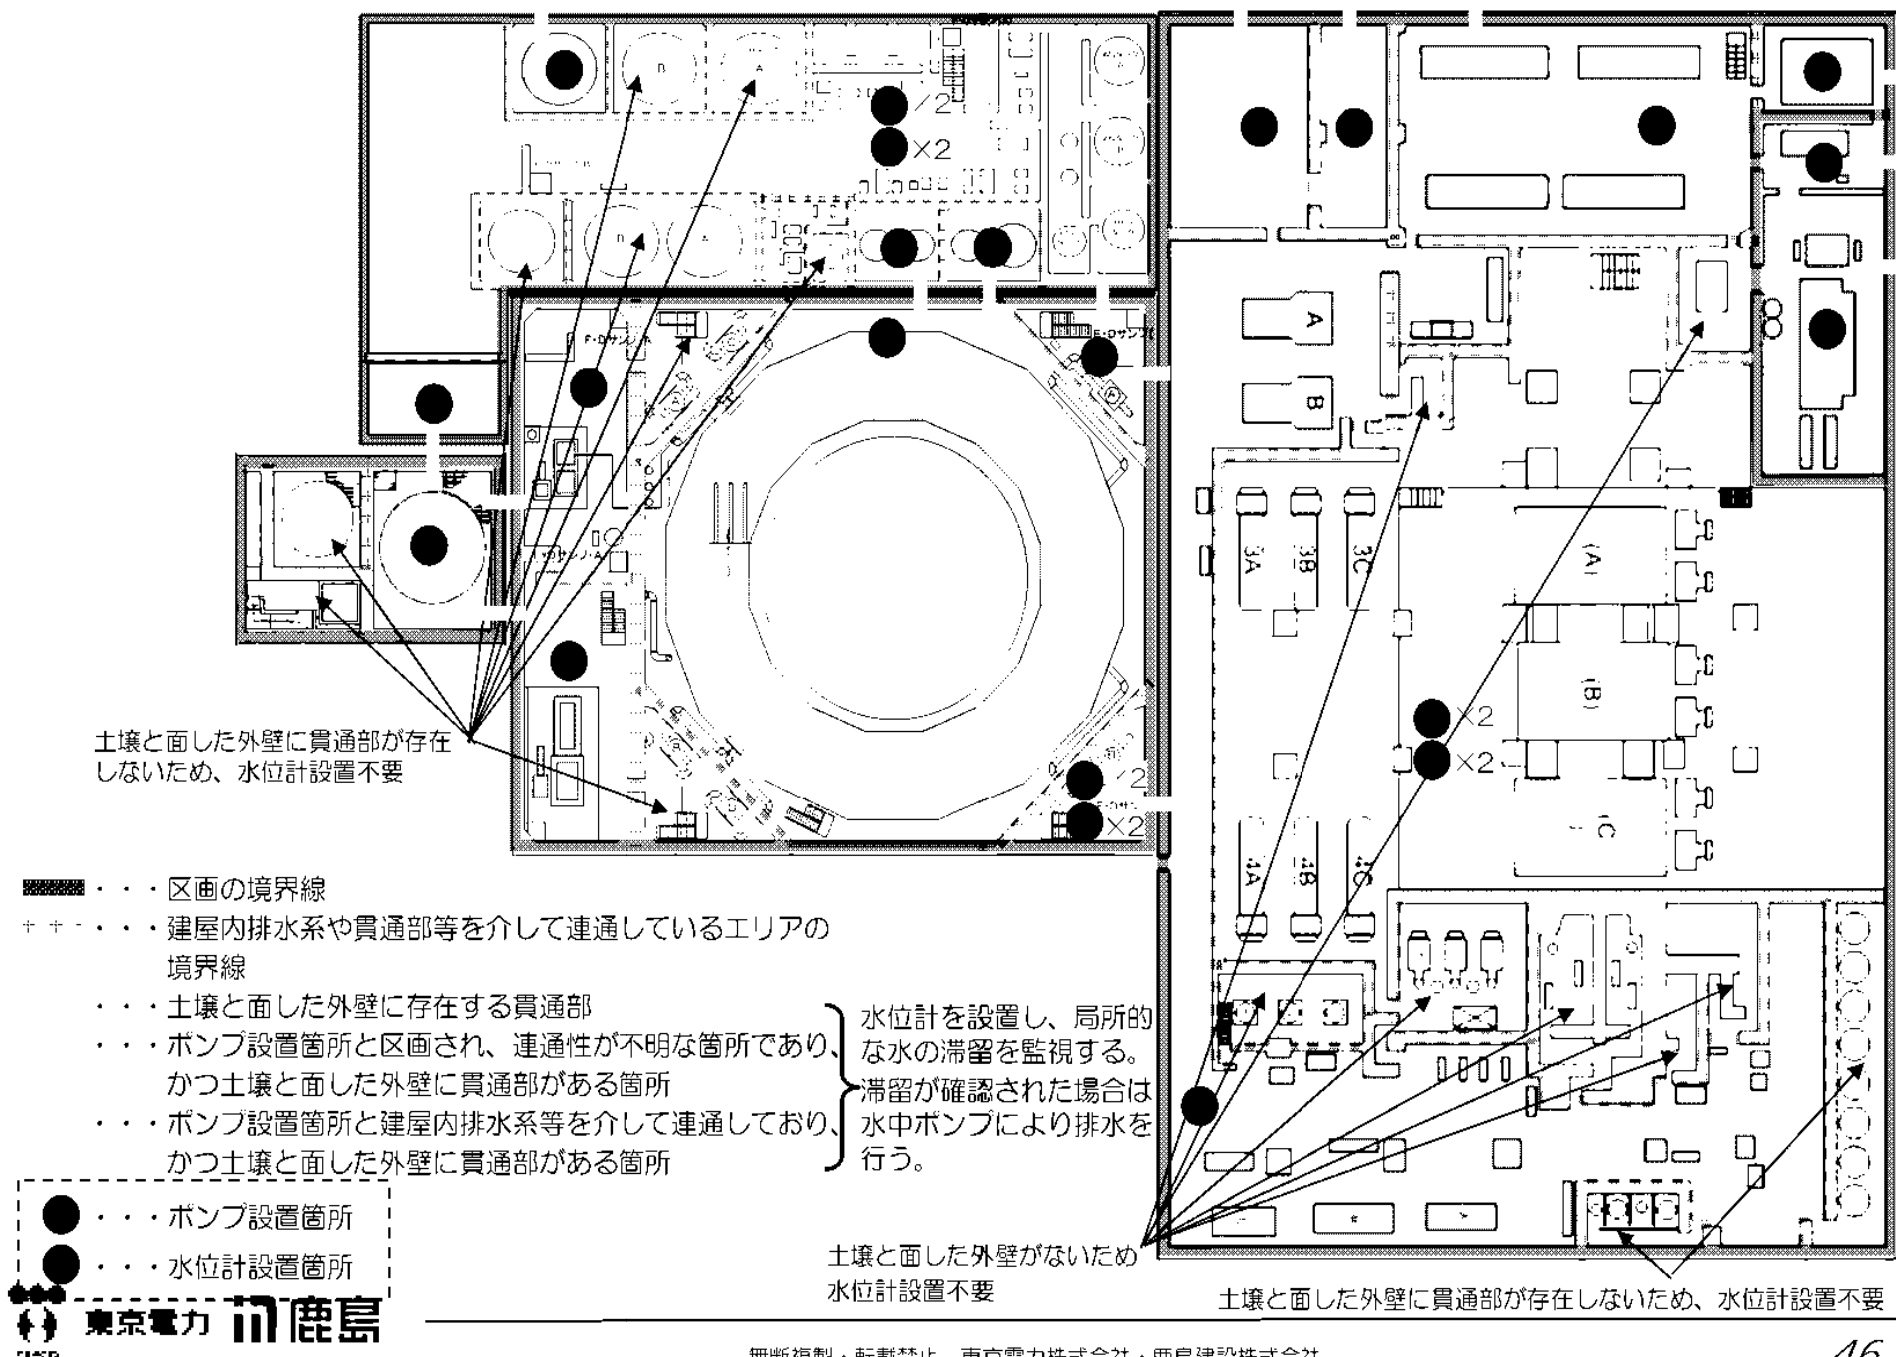 ×2
×2
B
A
B
A
F・Dサンプ
A
B
3A
3B
3C
(A)
(B)
C
×2
×2
4A
4B
4C
×2
土壌と面した外壁に貫通部が存在
しないため、水位計設置不要
・・・区画の境界線
・・・建屋内排水系や貫通部等を介して連通しているエリアの
境界線
・・・土壌と面した外壁に存在する貫通部
・・・ポンプ設置箇所と区画され、連通性が不明な箇所であり、
かつ土壌と面した外壁に貫通部がある箇所
・・・ポンプ設置箇所と建屋内排水系等を介して連通しており、
かつ土壌と面した外壁に貫通部がある箇所
水位計を設置し、局所的
な水の滞留を監視する。
滞留が確認された場合は
水中ポンプにより排水を
行う。
・・・ポンプ設置箇所
・・・水位計設置箇所
土壌と面した外壁がないため
水位計設置不要
土壌と面した外壁に貫通部が存在しないため、水位計設置不要
東京電力 鹿島
無断複製・転載禁止 東京電力株式会社・鹿島建設株式会社
46